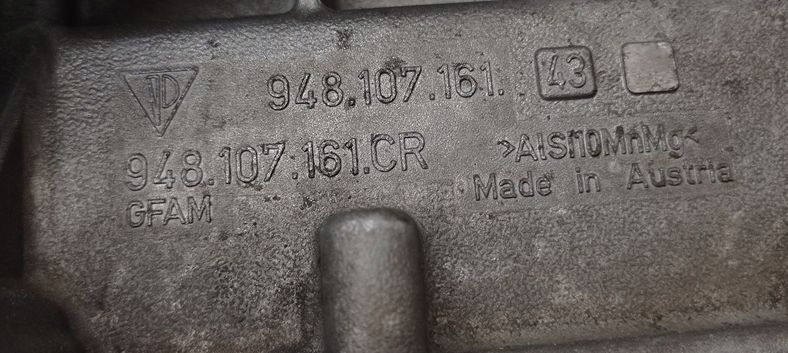 948.107.161. 43
948.107.161.CR
GFAM
>AlSi10MnMg<
Made in Austria